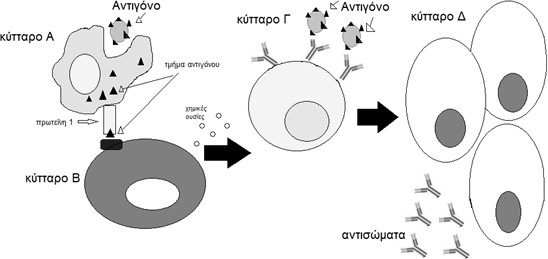 Αντιγόνο
κύτταρο Α
τμήμα αντιγόνου
πρωτεΐνη 1
κύτταρο Β
χημικές
ουσίες
κύτταρο Γ
Αντιγόνο
κύτταρο Δ
αντισώματα